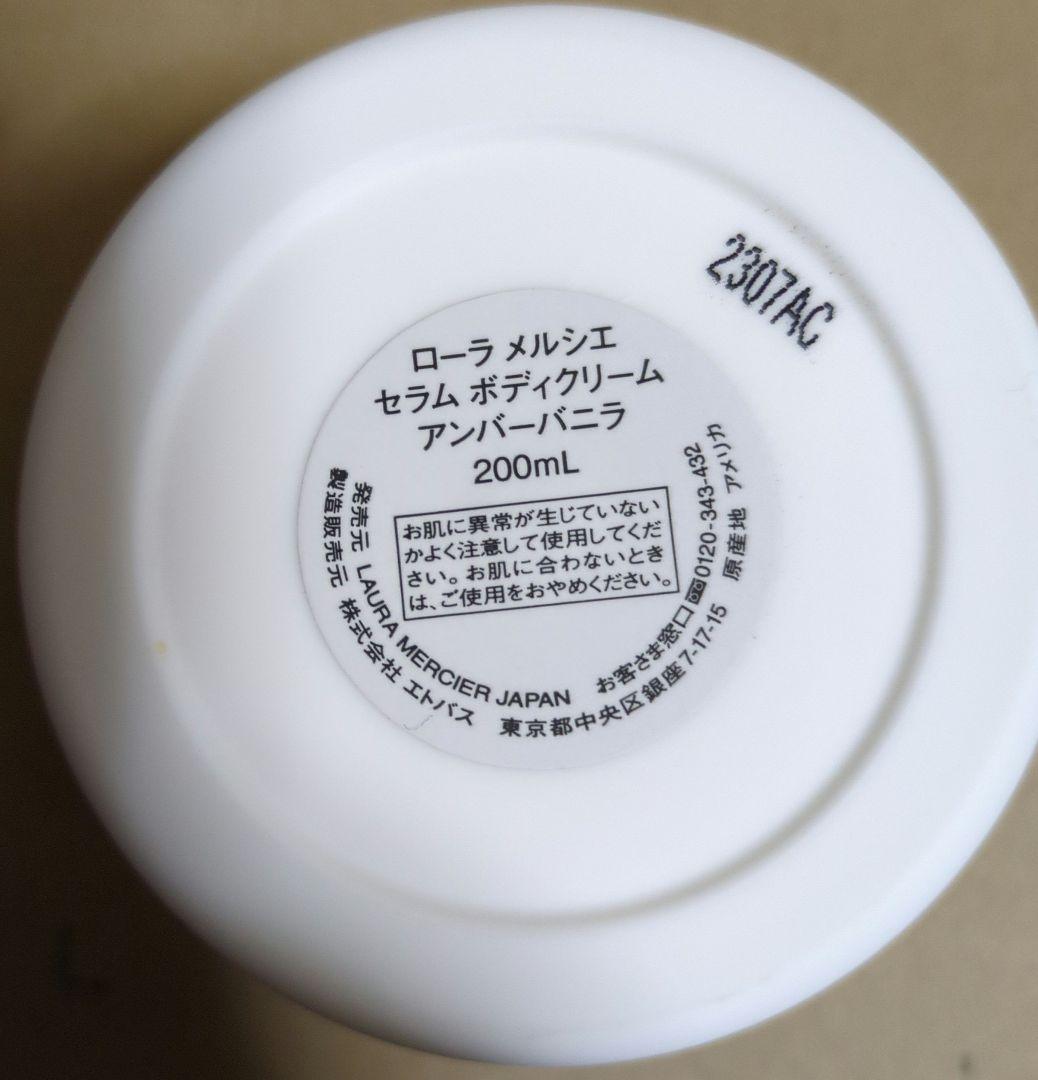 2307AC
ローラ メルシエ
セラム ボディクリーム
アンバーバニラ
200mL
お肌に異常が生じていない
かよく注意して使用してくだ
さい。お肌に合わないとき
は、ご使用をおやめください。
発売元 LAURA MERCIER JAPAN お客さま窓口 0120-343-432
製造販売元 株式会社 エトバス 東京都中央区銀座7-17-15 原産地 アメリカ